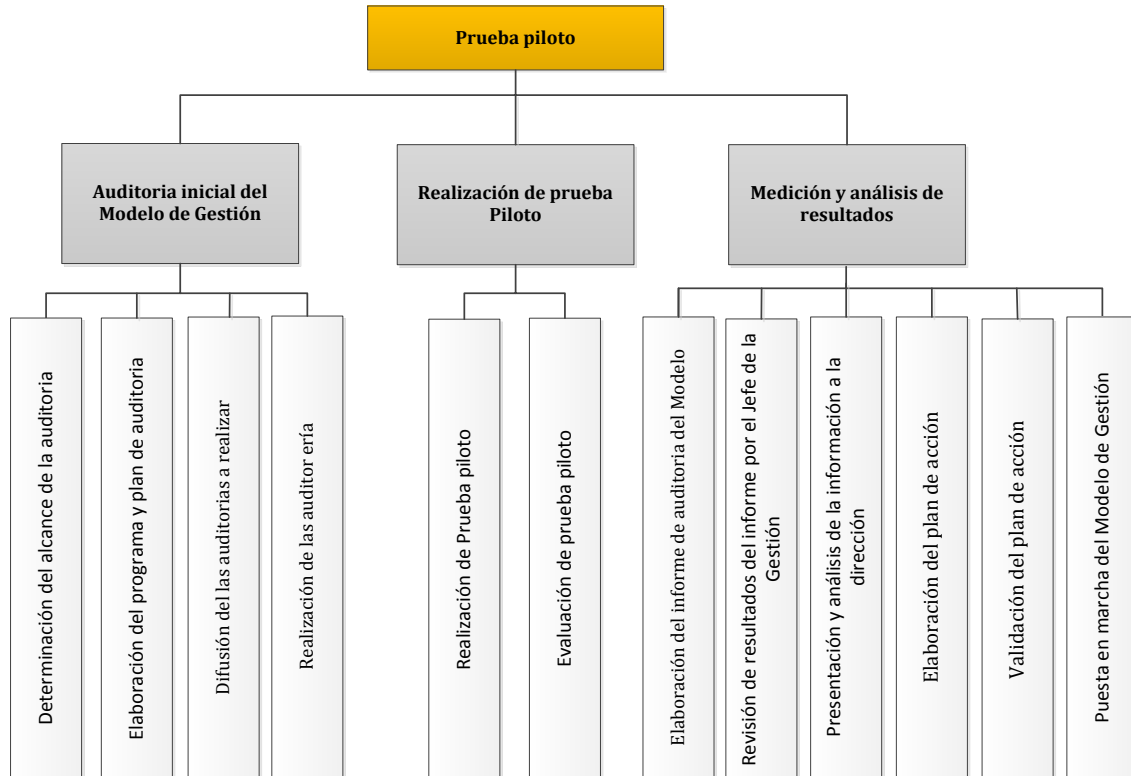 Prueba piloto
Auditoria inicial del
Modelo de Gestión
Realización de prueba
Piloto
Medición y análisis de
resultados
Determinación del alcance de la auditoria
Elaboración del programa y plan de auditoria
Difusión del las auditorias a realizar
Realización de las auditor ería
Realización de Prueba piloto
Evaluación de prueba piloto
Elaboración del informe de auditoria del Modelo
Revisión de resultados del informe por el Jefe de la
Gestión
Presentación y análisis de la información a la
dirección
Elaboración del plan de acción
Validación del plan de acción
Puesta en marcha del Modelo de Gestión